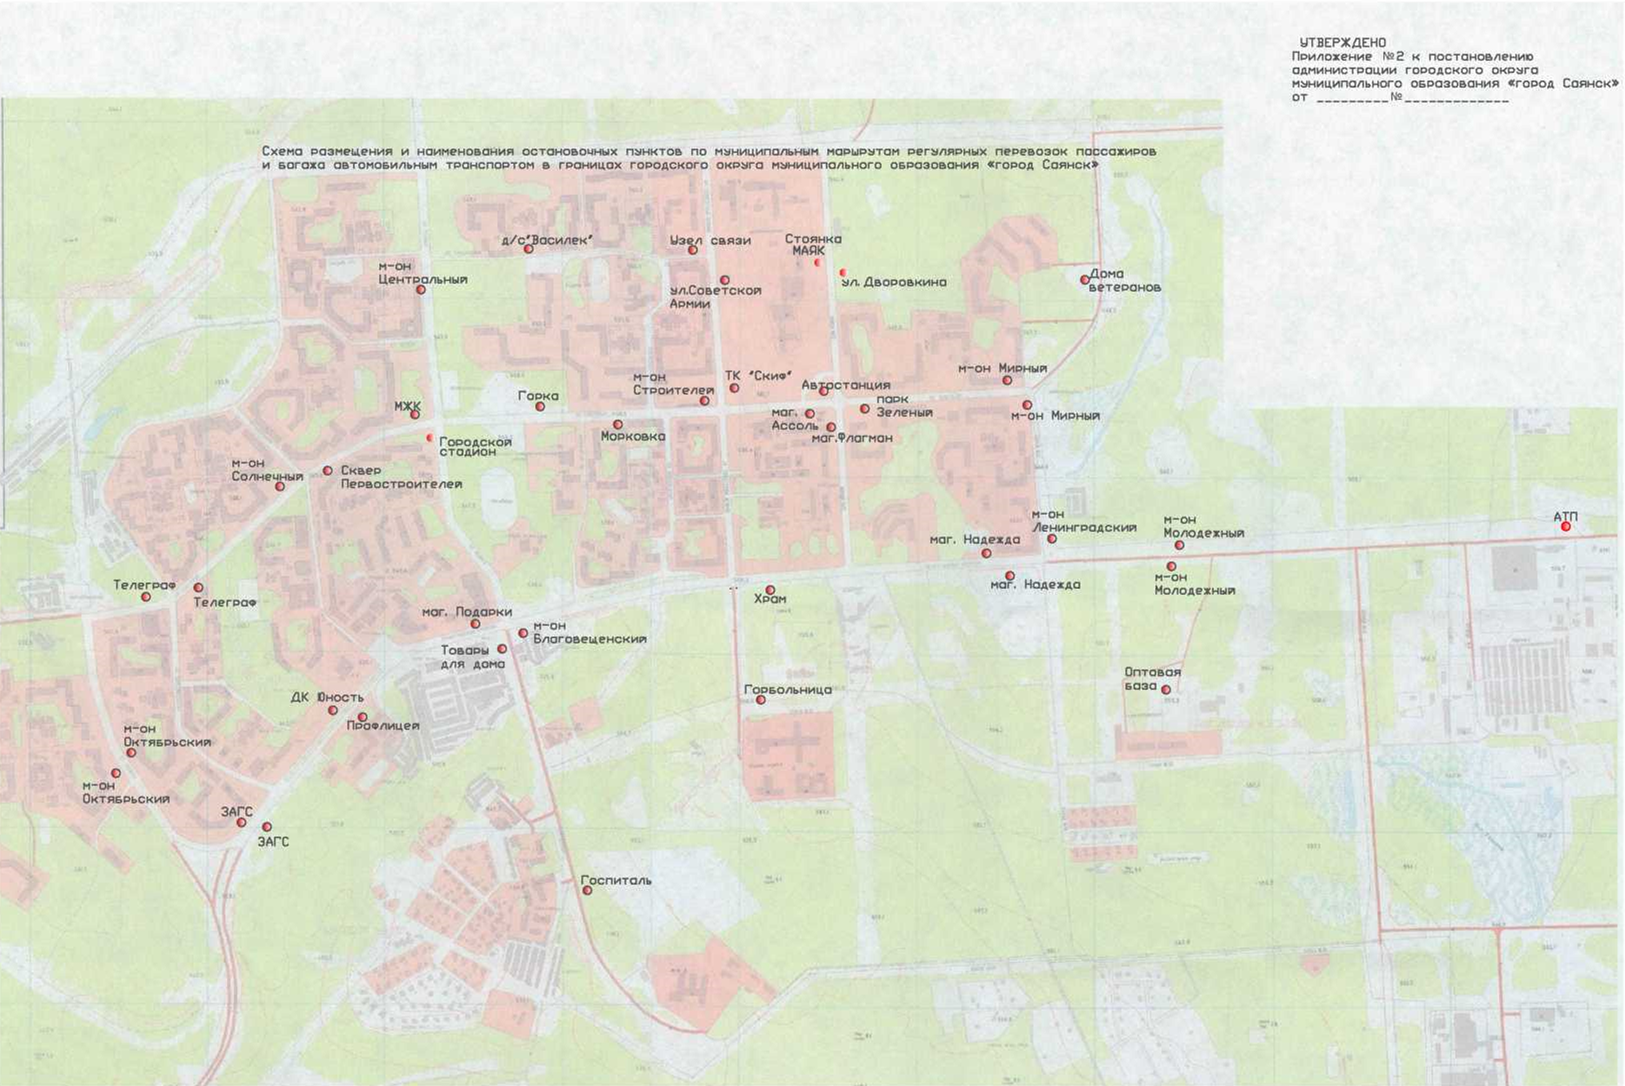 УТВЕРЖДЕНО
Приложение №2 к постановлению
администрации городского округа
муниципального образования «город Саянск»
от _________№_____________
Схема размещения и наименования остановочных пунктов по муниципальным маршрутам регулярных перевозок пассажиров
и багажа автомобильным транспортом в границах городского округа муниципального образования «город Саянск»
д/с"Василек"
Узел связи
Стоянка
МАЯК
м-он
Центральный
ул.Советской
Армии
ул. Дворовкина
Дома
ветеранов
м-он
Строителей
ТК "Скиф"
Автостанция
м-он Мирный
МЖК
Горка
маг.
Ассоль
парк
Зеленый
м-он Мирный
Городской
стадион
Морковка
маг.Флагман
м-он
Солнечный
Сквер
Первостроителей
маг. Надежда
м-он
Ленинградский
м-он
Молодежный
АТП
Телеграф
Телеграф
Храм
маг. Надежда
м-он
Молодежный
маг. Подарки
м-он
Благовещенский
Товары
для дома
Оптовая
база
ДК Юность
Профлицей
Горбольница
м-он
Октябрьский
м-он
Октябрьский
ЗАГС
ЗАГС
Госпиталь